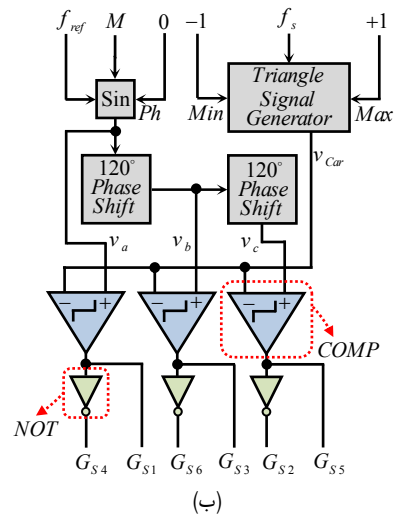 f_ref M 0 −1 f_s +1
Sin
Ph
Triangle
Signal
Generator
Min
Max
v_Car
120°
Phase
Shift
120°
Phase
Shift
v_a v_b v_c
− + − + − +
COMP
NOT
G_S4 G_S1 G_S6 G_S3 G_S2 G_S5
(ب)